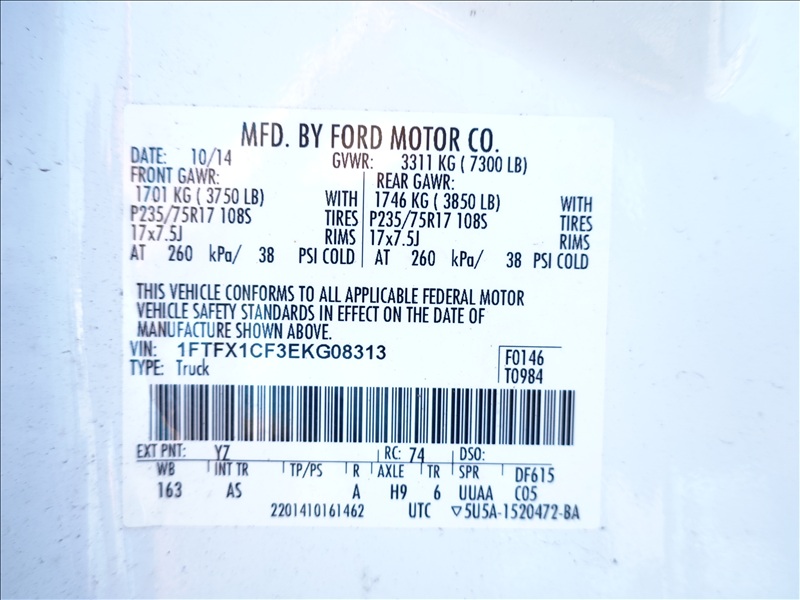 MFD. BY FORD MOTOR CO.
DATE: 10/14 GVWR: 3311 KG ( 7300 LB)
FRONT GAWR: REAR GAWR:
1701 KG ( 3750 LB) WITH 1746 KG ( 3850 LB) WITH
P235/75R17 108S TIRES P235/75R17 108S TIRES
17x7.5J RIMS 17x7.5J RIMS
AT 260 kPa/ 38 PSI COLD AT 260 kPa/ 38 PSI COLD
THIS VEHICLE CONFORMS TO ALL APPLICABLE FEDERAL MOTOR
VEHICLE SAFETY STANDARDS IN EFFECT ON THE DATE OF
MANUFACTURE SHOWN ABOVE.
VIN: 1FTFX1CF3EKG08313 F0146
TYPE: Truck T0984
EXT PNT: YZ RC: 74 DSO:
WB INT TR TP/PS R AXLE TR SPR DF615
163 AS A H9 6 UUAA C05
2201410161462 UTC ▽5U5A-1520472-BA